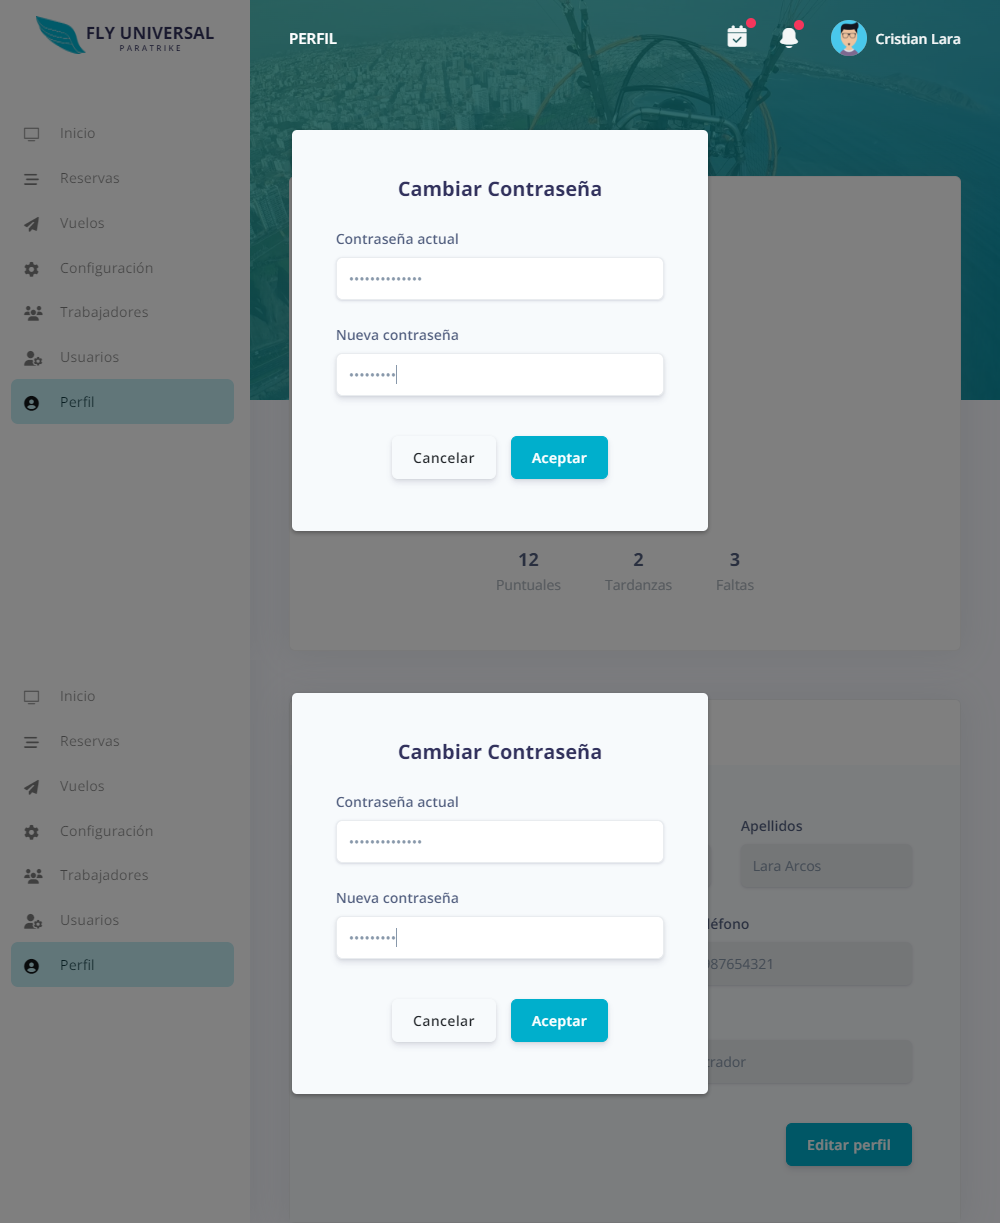 FLY UNIVERSAL
PARATRIKE
PERFIL
Cristian Lara
Inicio
Reservas
Vuelos
Configuración
Trabajadores
Usuarios
Perfil
Cambiar Contraseña
Contraseña actual
••••••••••••••
Nueva contraseña
•••••••••
Cancelar
Aceptar
12
2
3
Puntuales
Tardanzas
Faltas
Inicio
Reservas
Vuelos
Configuración
Trabajadores
Usuarios
Perfil
Cambiar Contraseña
Contraseña actual
••••••••••••••
Nueva contraseña
•••••••••
Cancelar
Aceptar
Apellidos
Lara Arcos
léfono
87654321
rador
Editar perfil